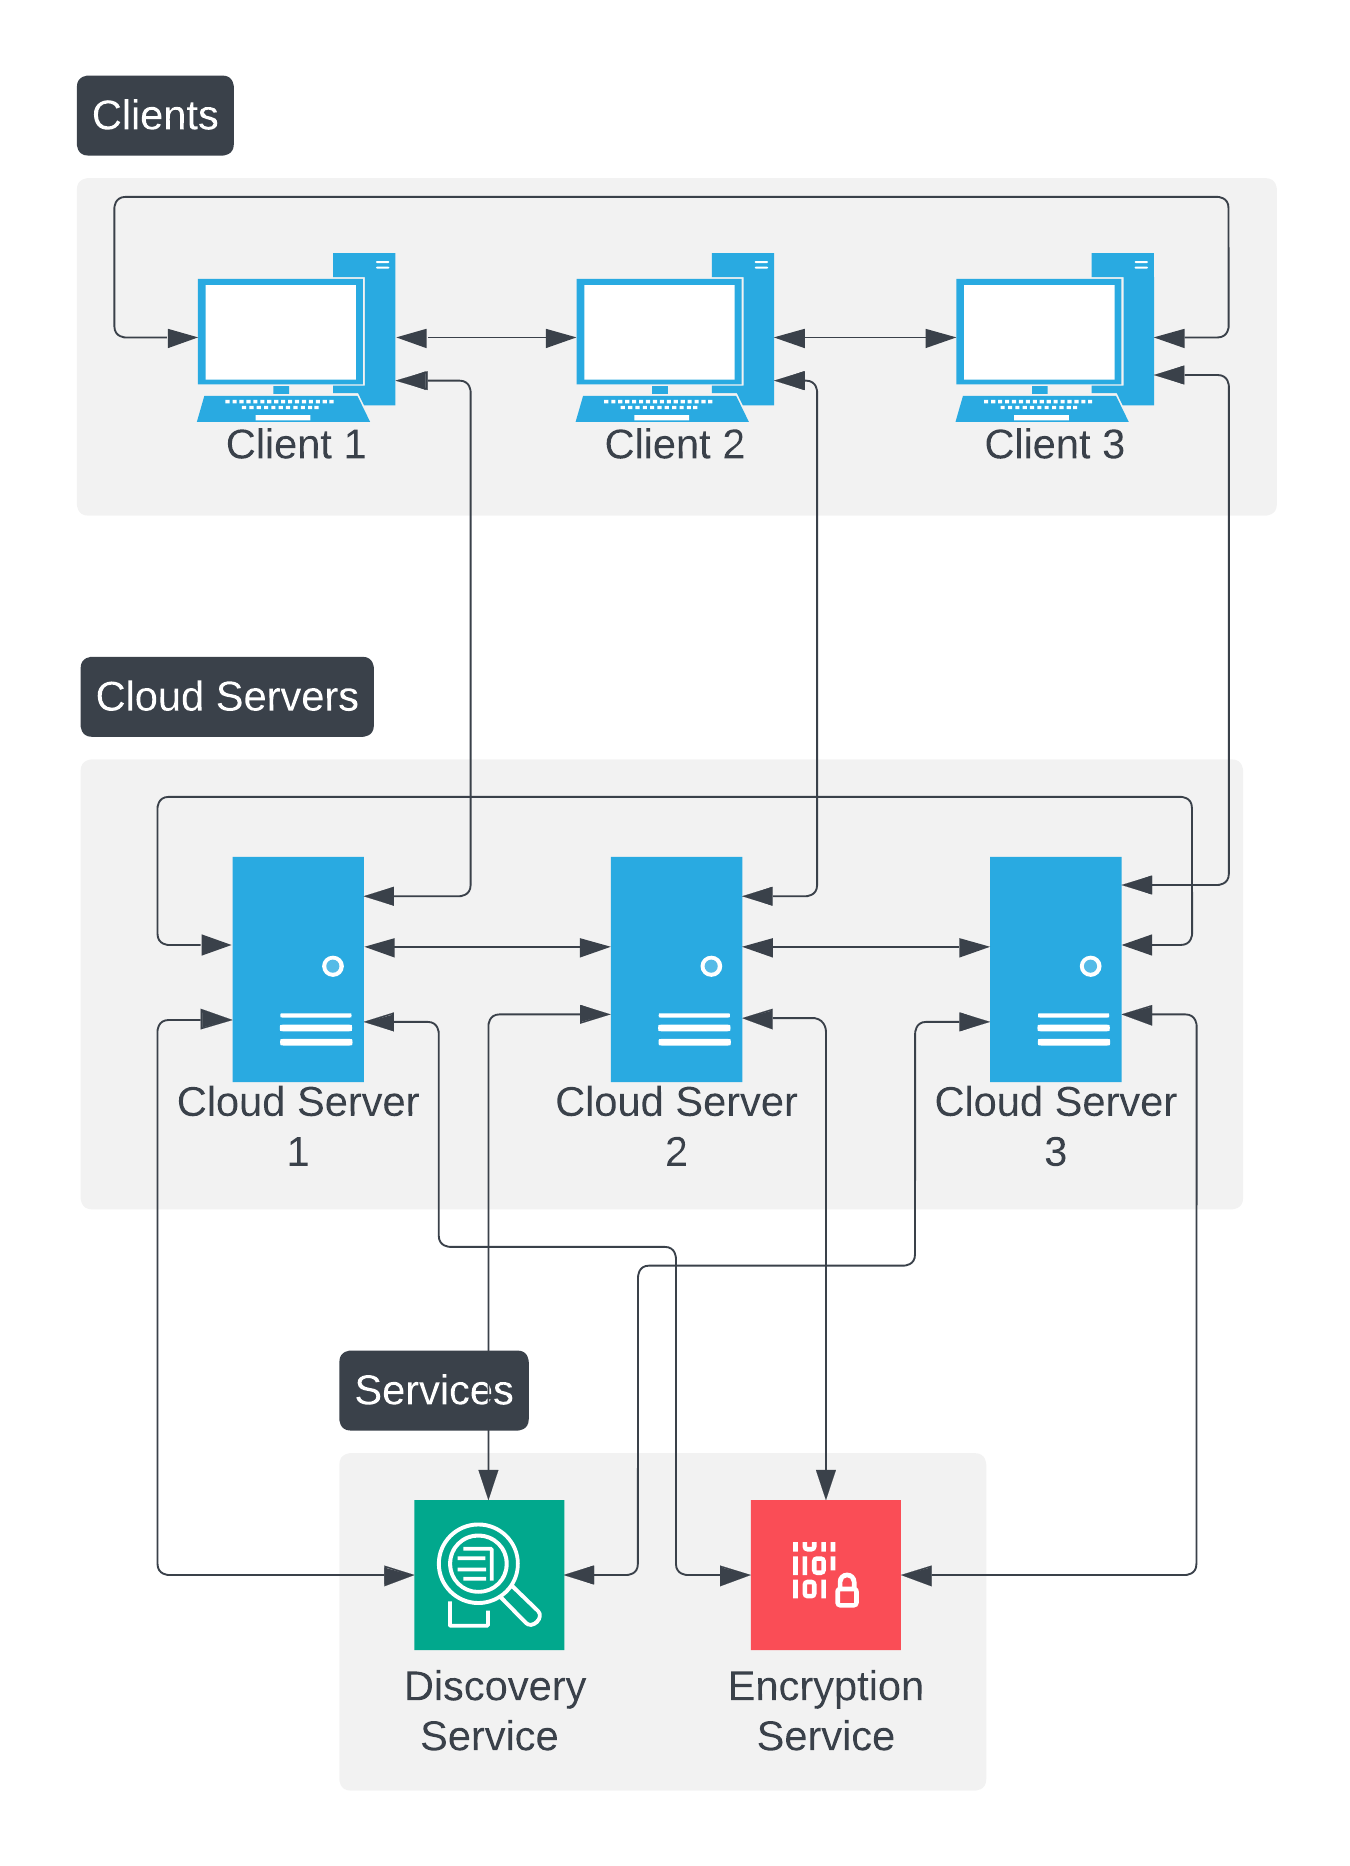 Clients
Client 1
Client 2
Client 3
Cloud Servers
Cloud Server
1
Cloud Server
2
Cloud Server
3
Services
Discovery
Service
Encryption
Service